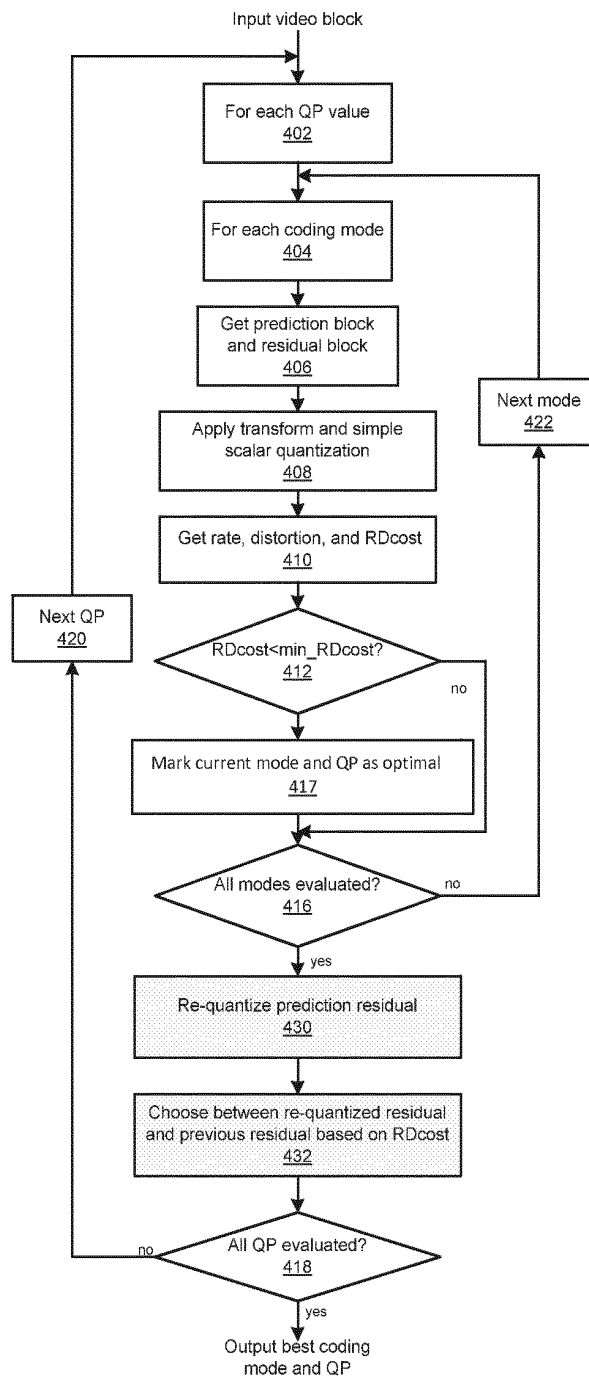 Input video block
For each QP value
402
For each coding mode
404
Get prediction block
and residual block
406
Next mode
422
Apply transform and simple
scalar quantization
408
Get rate, distortion, and RDcost
410
Next QP
420
RDcost<min_RDcost?
412
no
Mark current mode and QP as optimal
417
All modes evaluated?
416
no
yes
Re-quantize prediction residual
430
Choose between re-quantized residual
and previous residual based on RDcost
432
All QP evaluated?
418
no
yes
Output best coding
mode and QP